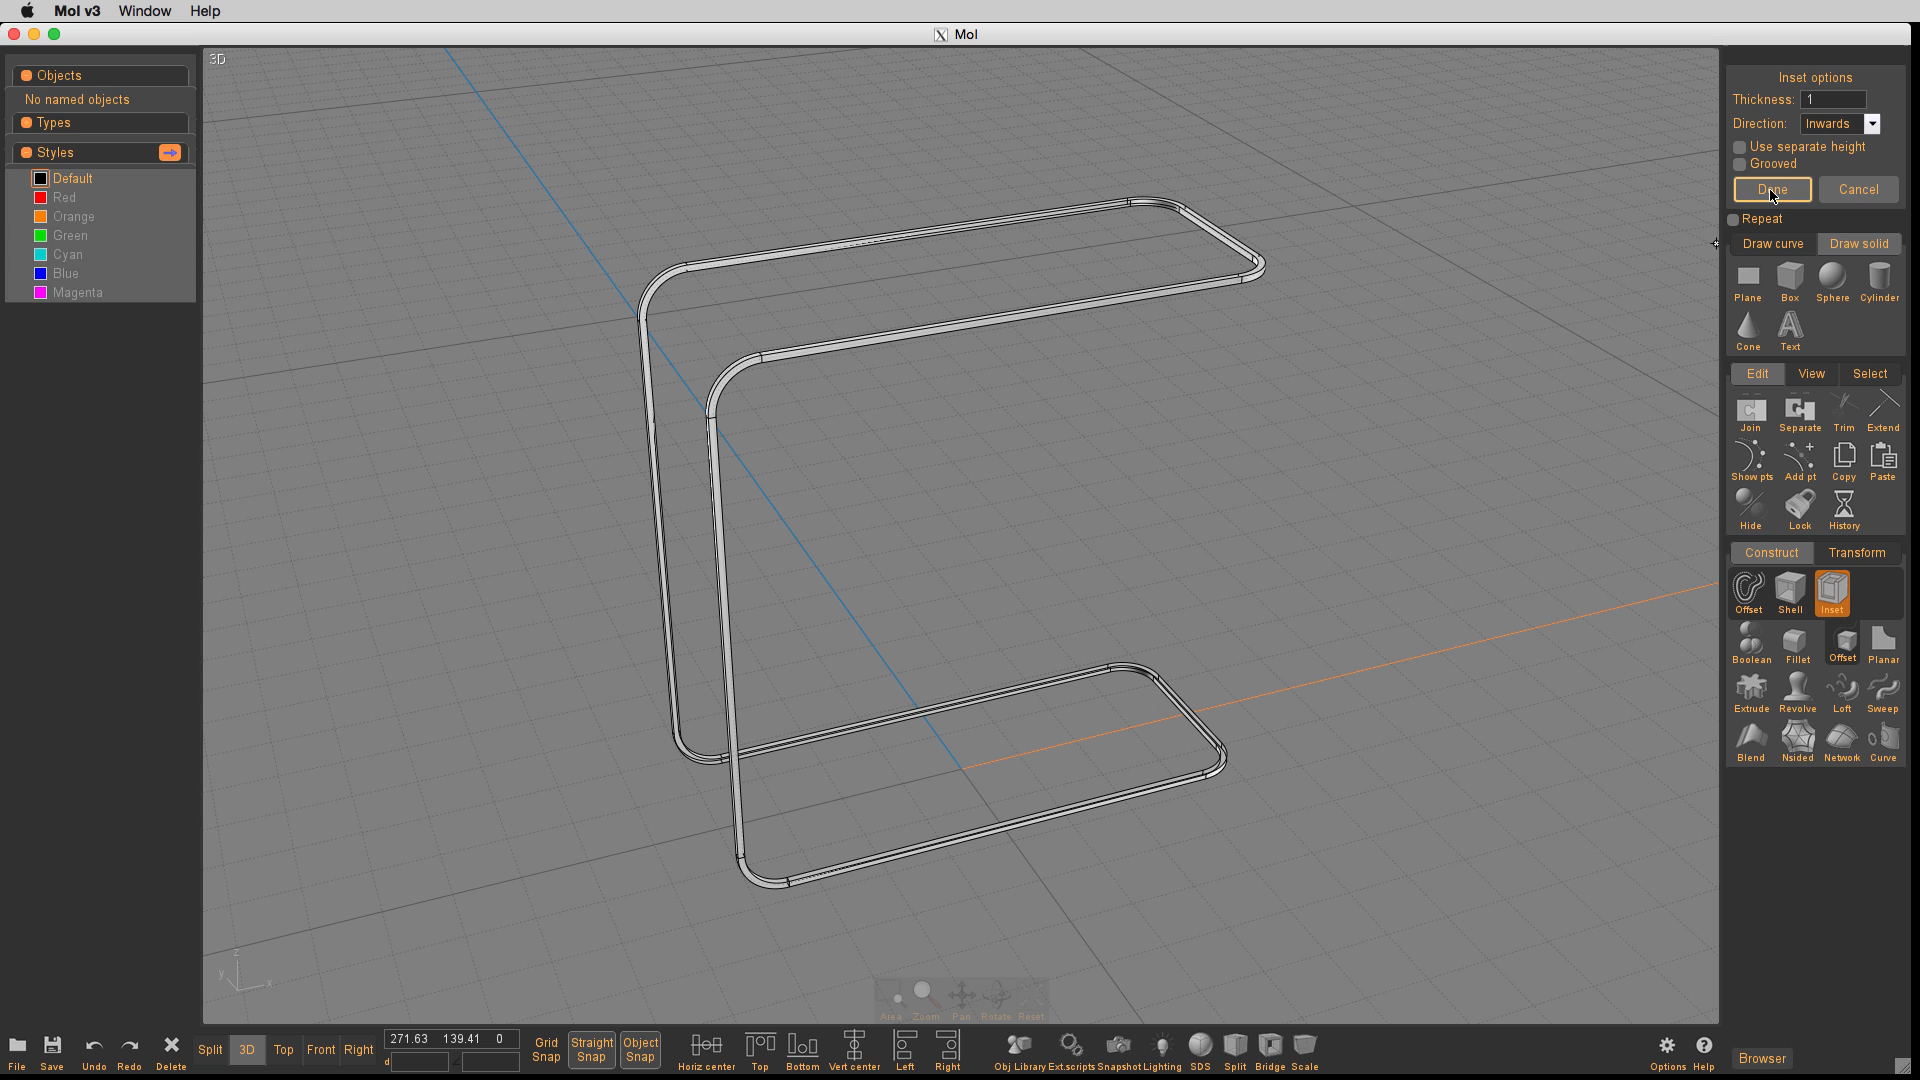 MoI v3 Window Help
MoI
3D
Objects
No named objects
Types
Styles
Default
Red
Orange
Green
Cyan
Blue
Magenta
Inset options
Thickness: 1
Direction: Inwards
Use separate height
Grooved
Done Cancel
Repeat
Draw curve Draw solid
Plane Box Sphere Cylinder
Cone Text
Edit View Select
Join Separate Trim Extend
Show pts Add pt Copy Paste
Hide Lock History
Construct Transform
Offset Shell Inset
Boolean Fillet Offset Planar
Extrude Revolve Loft Sweep
Blend Nsided Network Curve
z
y x
Area Zoom Pan Rotate Reset
File Save Undo Redo Delete
Split 3D Top Front Right
271.63 139.41 0
d
Grid Snap Straight Snap Object Snap
Horiz center Top Bottom Vert center Left Right
Obj Library Ext.scripts Snapshot Lighting SDS Split Bridge Scale
Options Help
Browser